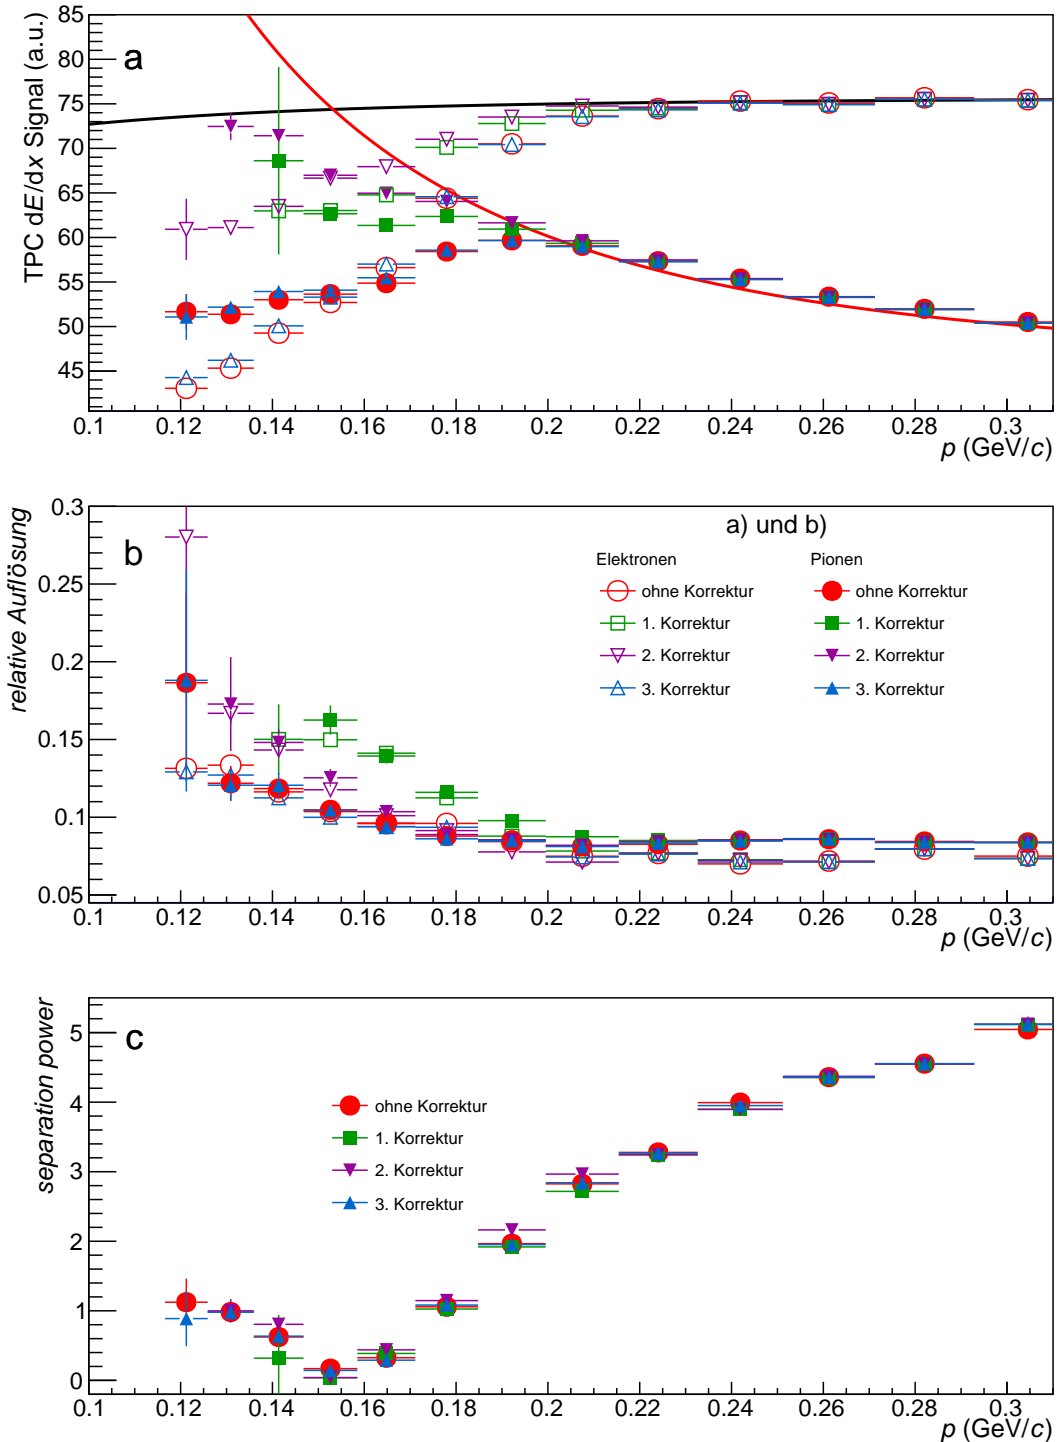 TPC dE/dx Signal (a.u.)
a
85
80
75
70
65
60
55
50
45
0.1 0.12 0.14 0.16 0.18 0.2 0.22 0.24 0.26 0.28 0.3
p (GeV/c)
relative Auflösung
b
0.3
0.25
0.2
0.15
0.1
0.05
a) und b)
Elektronen Pionen
ohne Korrektur ohne Korrektur
1. Korrektur 1. Korrektur
2. Korrektur 2. Korrektur
3. Korrektur 3. Korrektur
0.1 0.12 0.14 0.16 0.18 0.2 0.22 0.24 0.26 0.28 0.3
p (GeV/c)
separation power
c
5
4
3
2
1
0
ohne Korrektur
1. Korrektur
2. Korrektur
3. Korrektur
0.1 0.12 0.14 0.16 0.18 0.2 0.22 0.24 0.26 0.28 0.3
p (GeV/c)